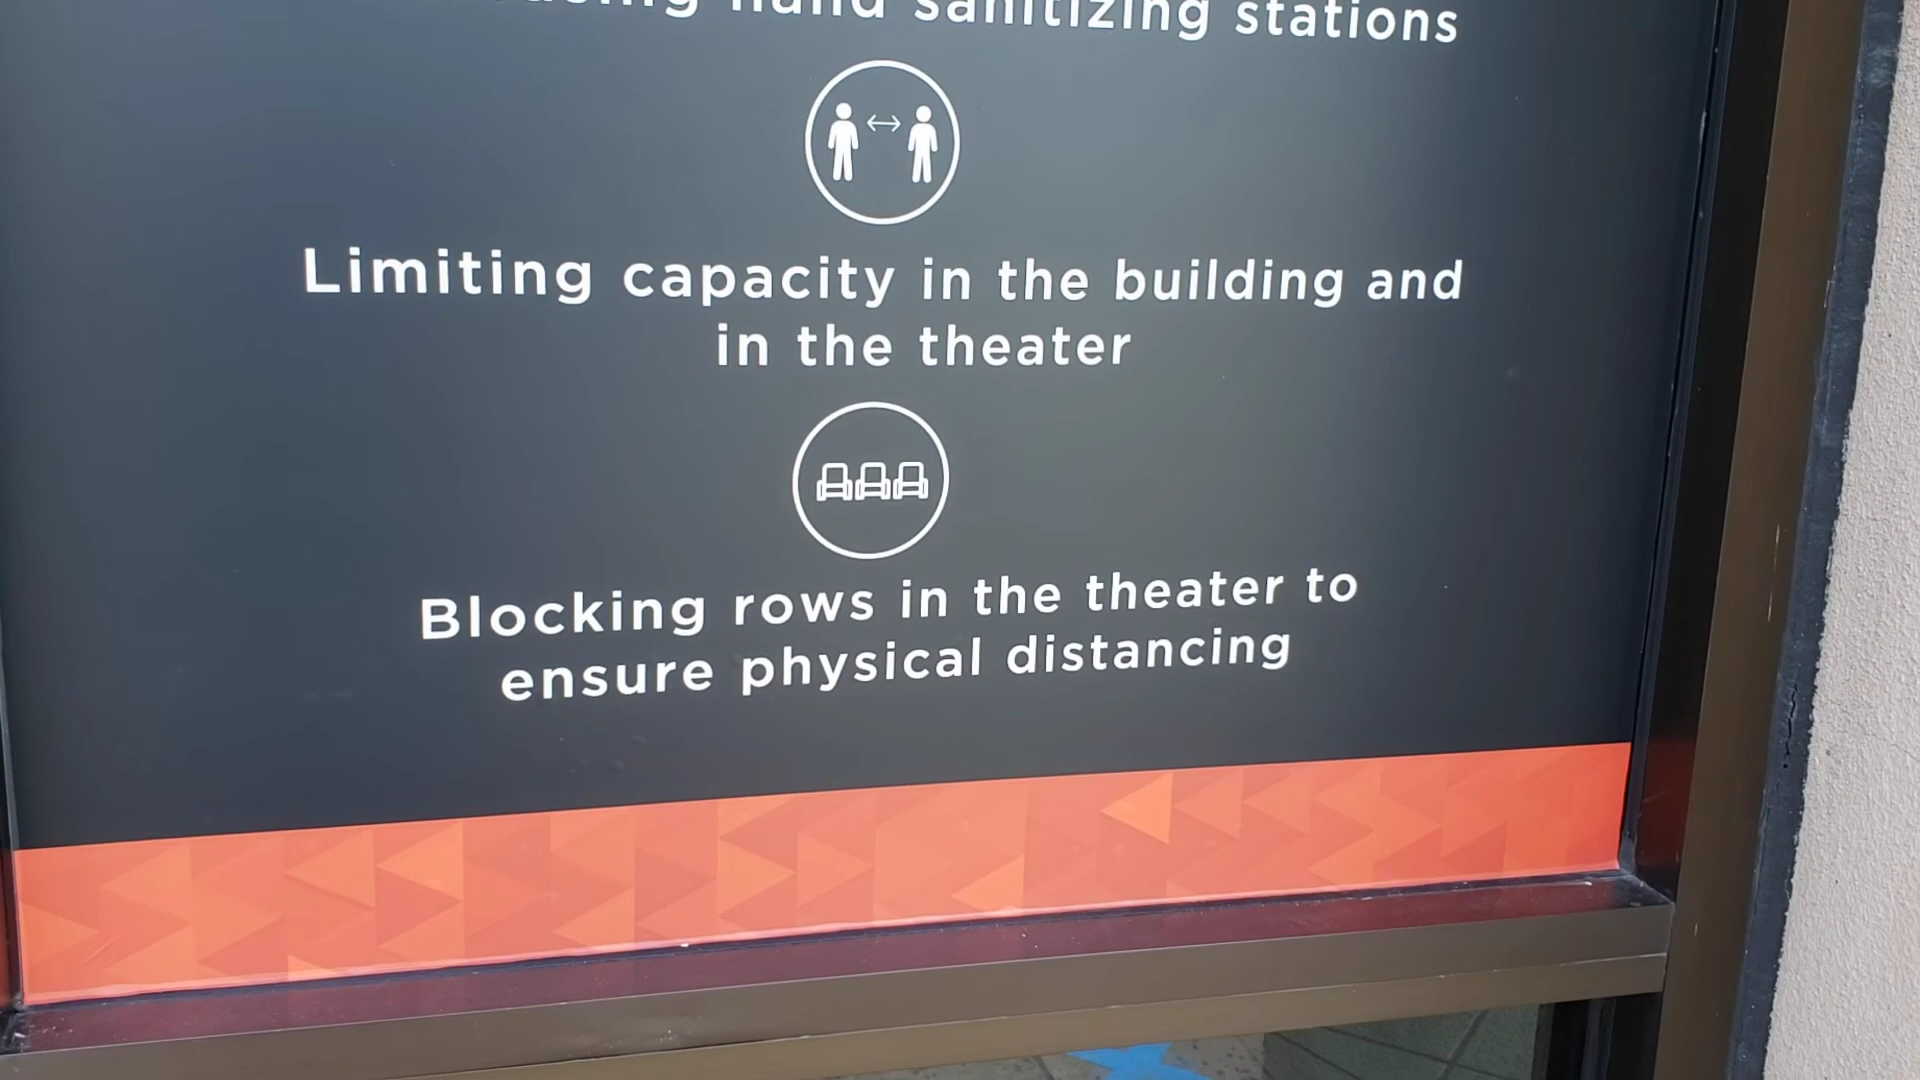 hand sanitizing stations
Limiting capacity in the building and
in the theater
Blocking rows in the theater to
ensure physical distancing